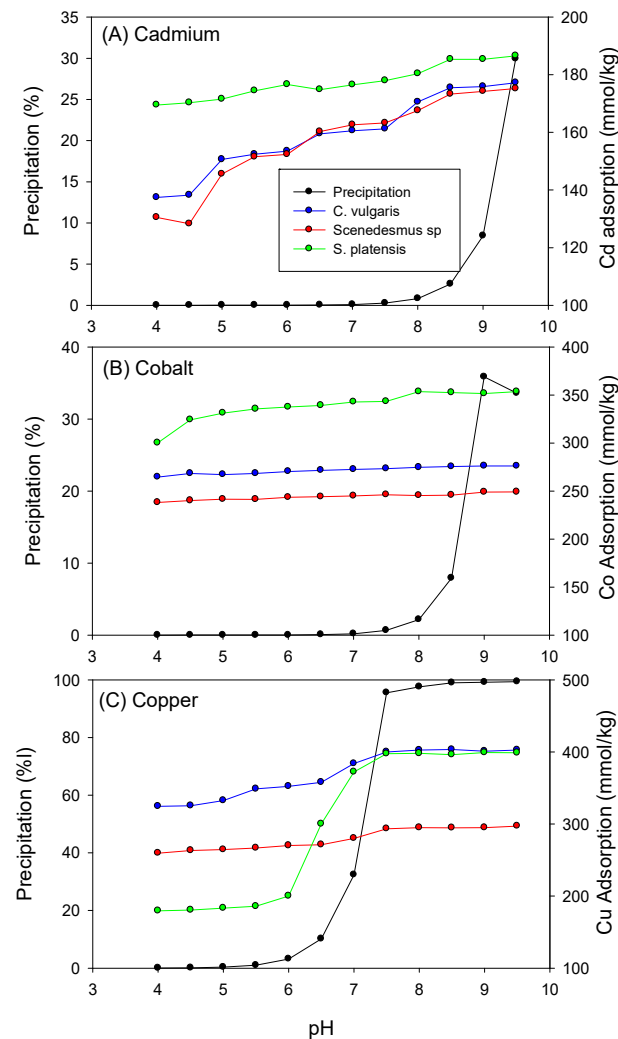 (A) Cadmium
Precipitation (%)
35
30
25
20
15
10
5
0
200
180
160
140
120
100
Cd adsorption (mmol/kg)
Precipitation
C. vulgaris
Scenedesmus sp
S. platensis
3 4 5 6 7 8 9 10
(B) Cobalt
Precipitation (%)
40
30
20
10
0
400
350
300
250
200
150
100
Co Adsorption (mmol/kg)
3 4 5 6 7 8 9 10
(C) Copper
Precipitation (%l)
100
80
60
40
20
0
500
400
300
200
100
Cu Adsorption (mmol/kg)
3 4 5 6 7 8 9 10
pH